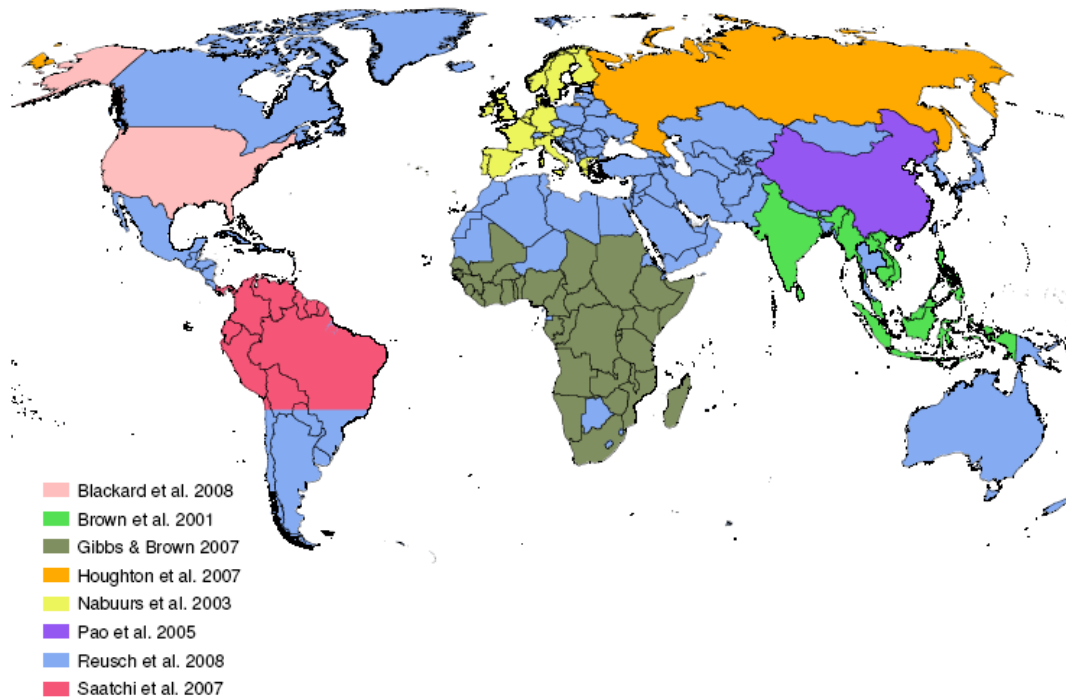 Blackard et al. 2008
Brown et al. 2001
Gibbs & Brown 2007
Houghton et al. 2007
Nabuurs et al. 2003
Pao et al. 2005
Reusch et al. 2008
Saatchi et al. 2007